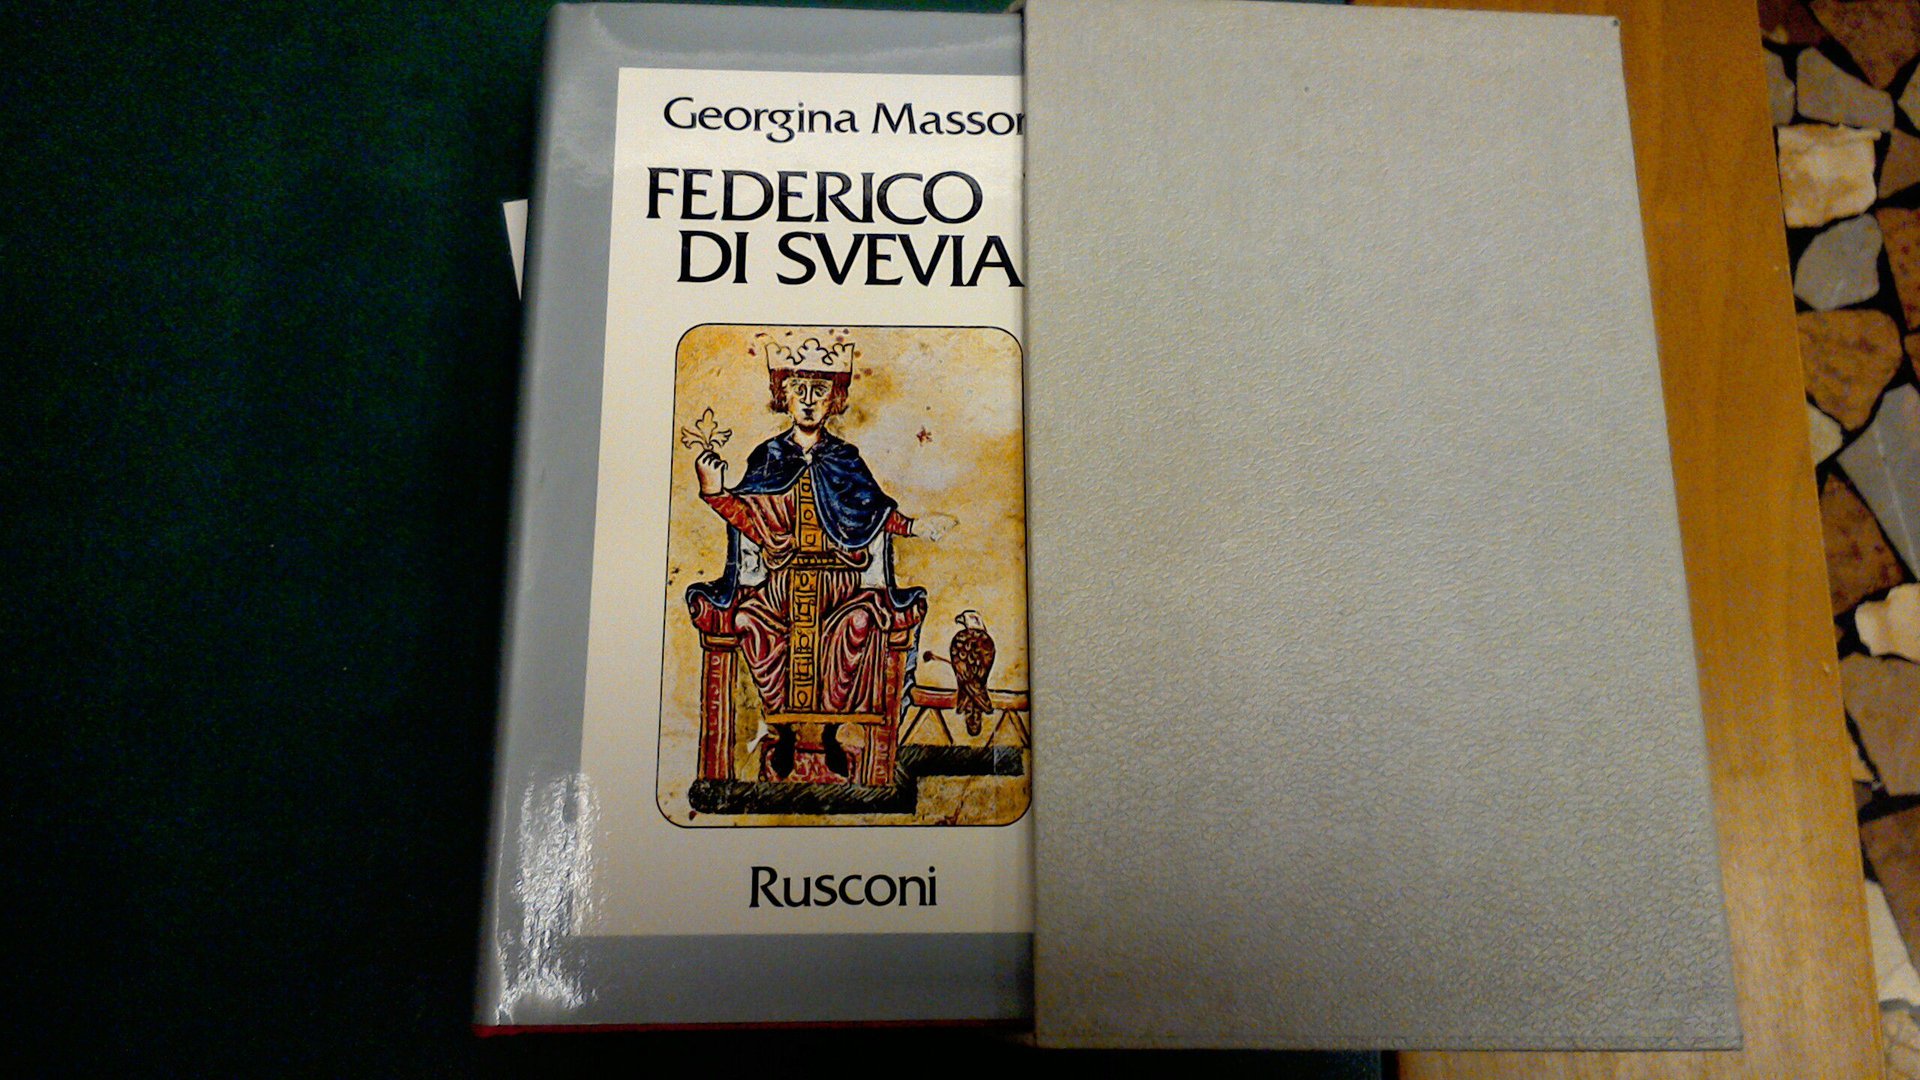 Georgina Masson
FEDERICO
DI SVEVIA
Rusconi